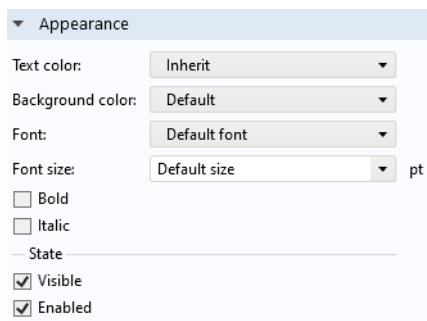 Appearance
Text color: Inherit
Background color: Default
Font: Default font
Font size: Default size pt
Bold
Italic
State
Visible
Enabled